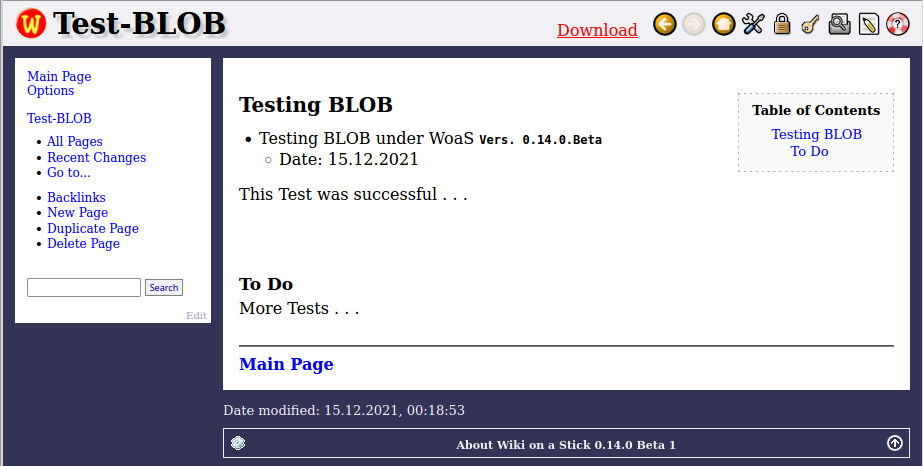 W Test-BLOB
Download
Main Page
Options
Test-BLOB
All Pages
Recent Changes
Go to...
Backlinks
New Page
Duplicate Page
Delete Page
Search
Edit
Testing BLOB
Testing BLOB under WoaS Vers. 0.14.0.Beta
Date: 15.12.2021
This Test was successful . . .
Table of Contents
Testing BLOB
To Do
To Do
More Tests . . .
Main Page
Date modified: 15.12.2021, 00:18:53
About Wiki on a Stick 0.14.0 Beta 1